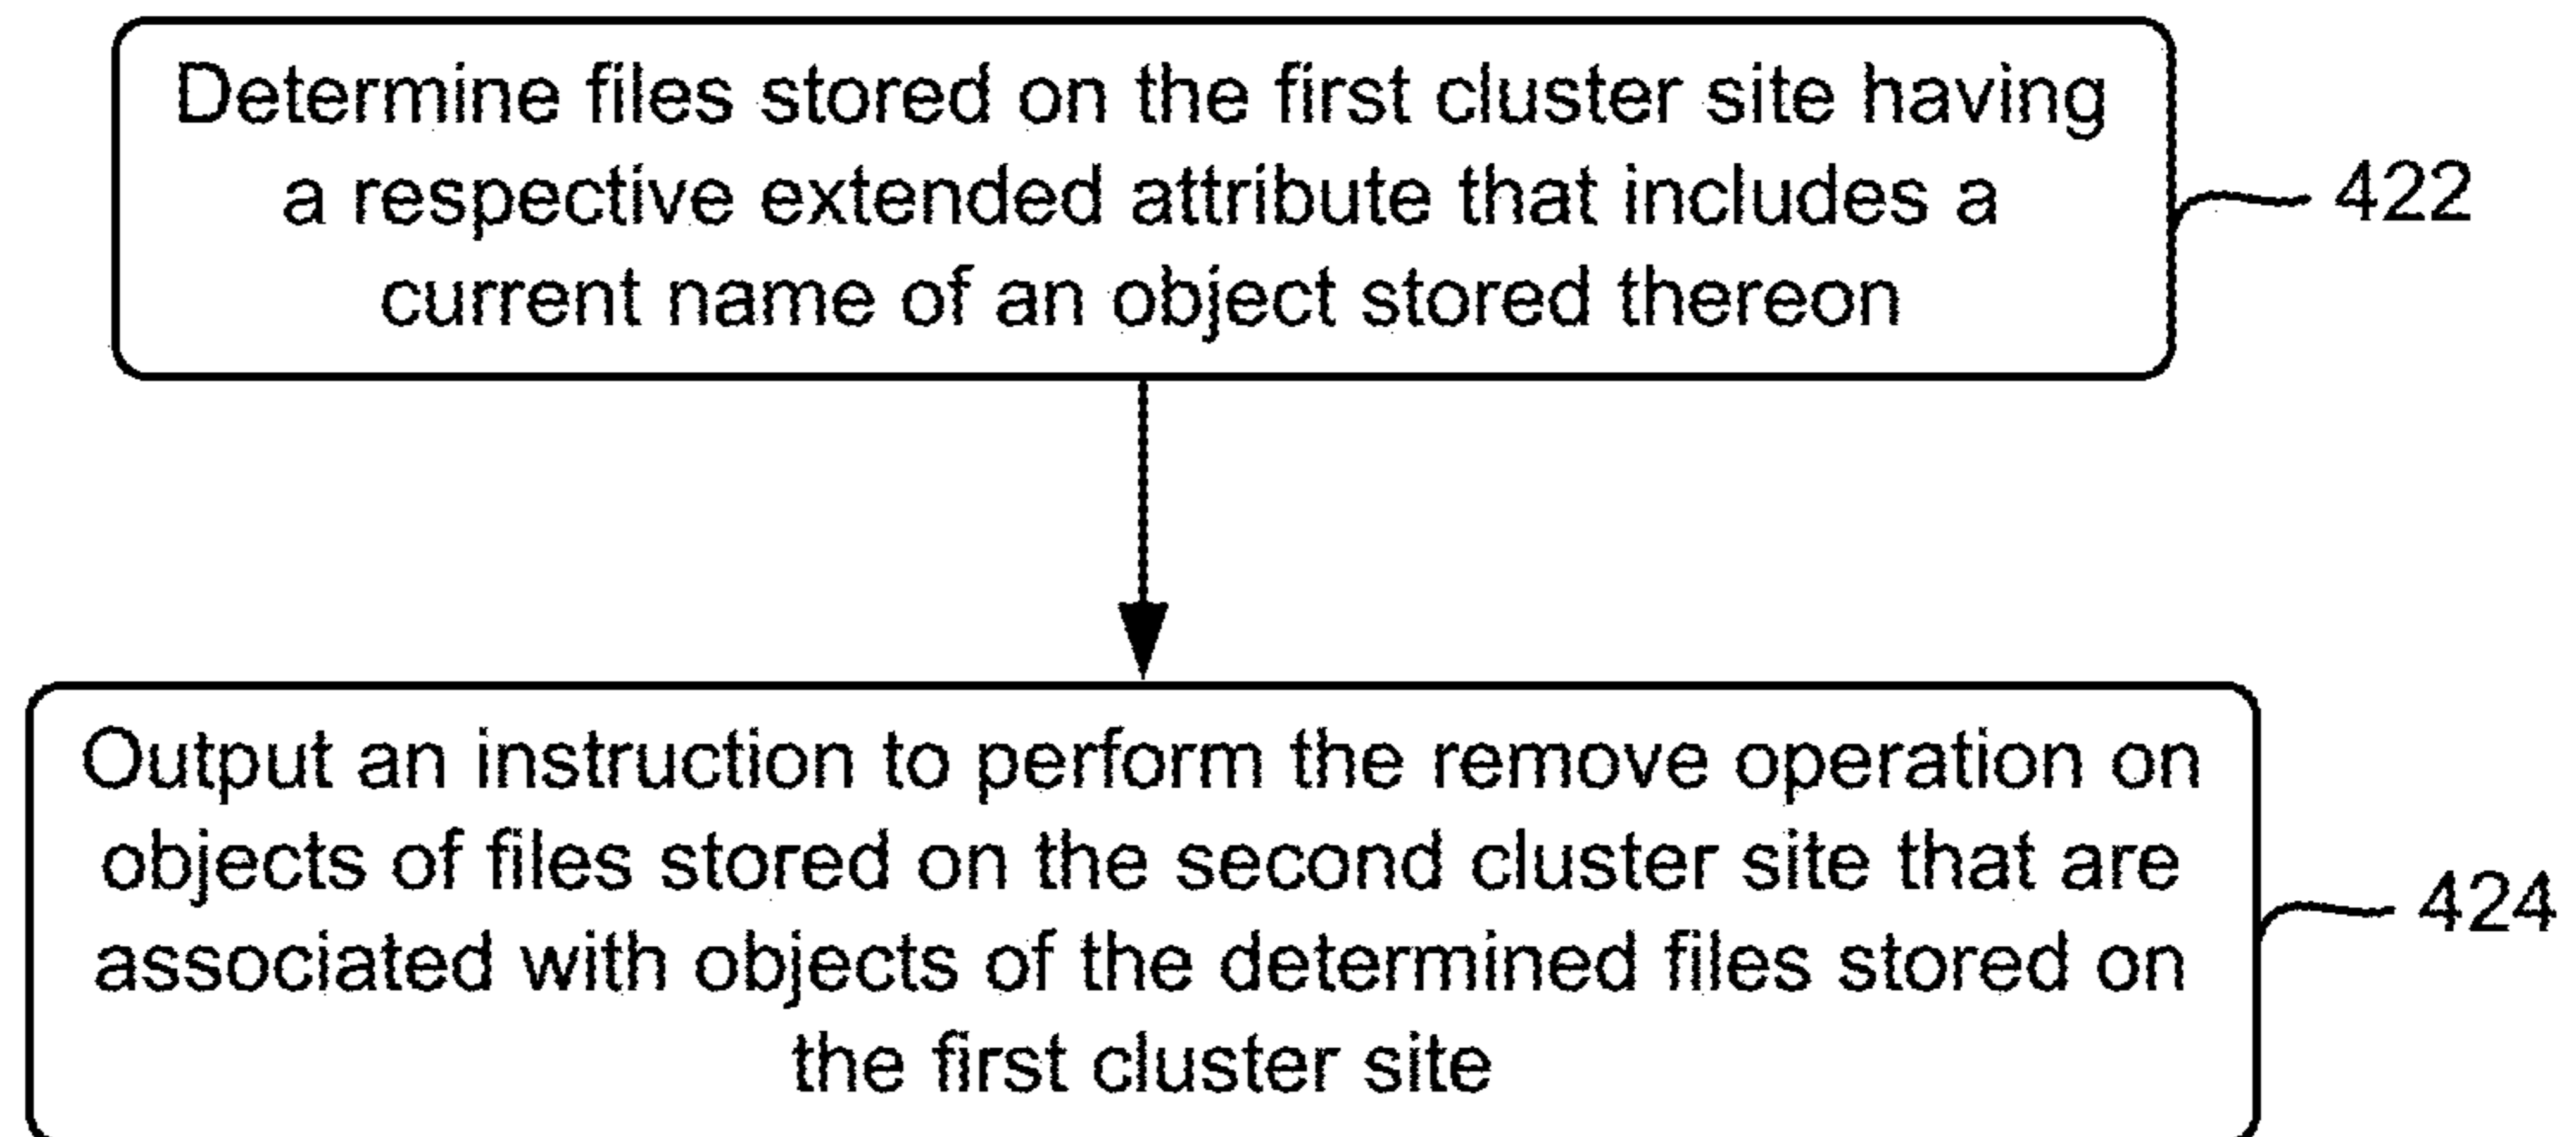 Determine files stored on the first cluster site having
a respective extended attribute that includes a
current name of an object stored thereon
422
Output an instruction to perform the remove operation on
objects of files stored on the second cluster site that are
associated with objects of the determined files stored on
the first cluster site
424